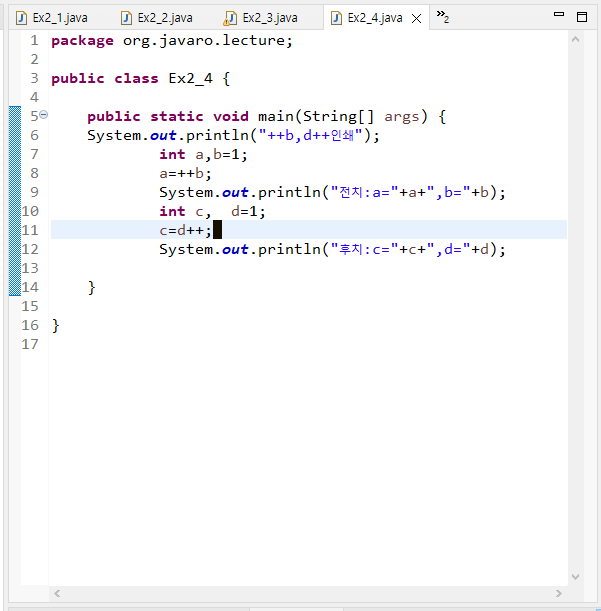 Ex2_1.java Ex2_2.java Ex2_3.java Ex2_4.java »2
1 package org.javaro.lecture;
2
3 public class Ex2_4 {
4
5 public static void main(String[] args) {
6 System.out.println("++b,d++인쇄");
7 int a,b=1;
8 a=++b;
9 System.out.println("전치:a="+a+",b="+b);
10 int c,  d=1;
11 c=d++;
12 System.out.println("후치:c="+c+",d="+d);
13
14 }
15
16 }
17